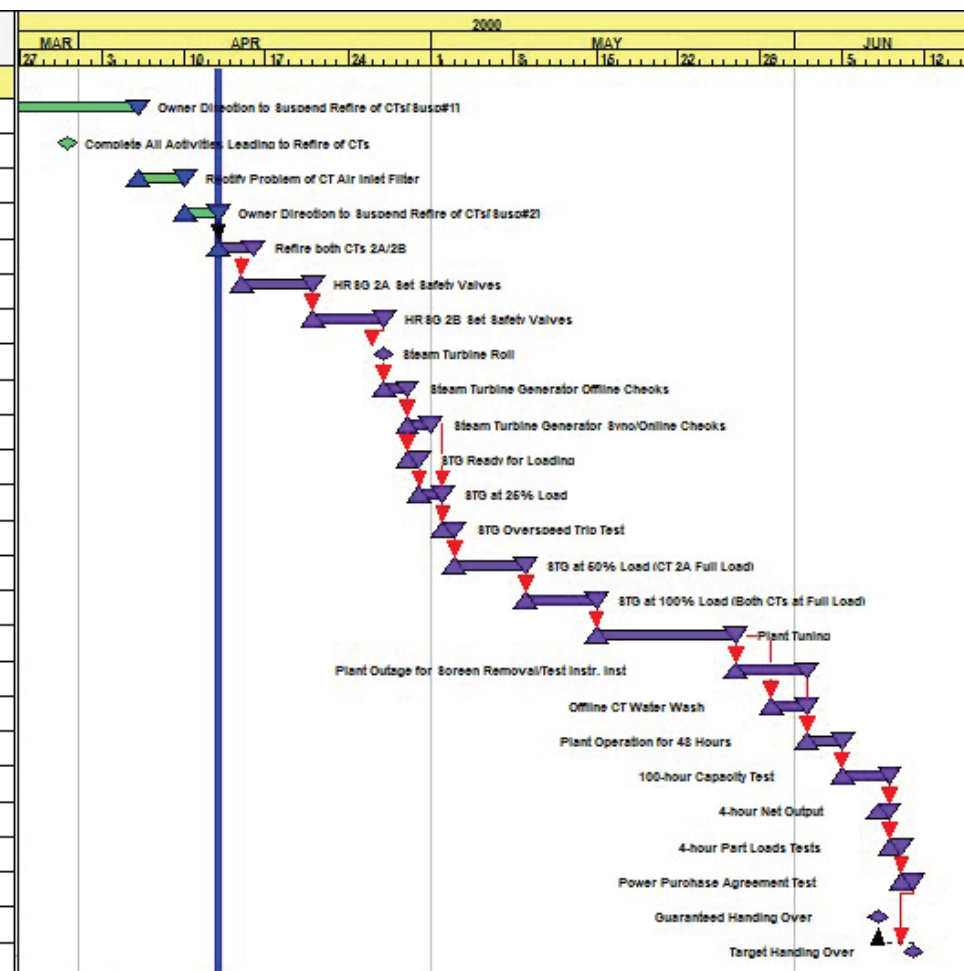 2000
MAR APR MAY JUN
27 3 10 17 24 1 8 15 22 29 5 12
Owner Direction to Suspend Refire of CTs[Susp#1]
Complete All Activities Leading to Refire of CTs
Rectify Problem of CT Air Inlet Filter
Owner Direction to Suspend Refire of CTs[Susp#2]
Refire both CTs 2A/2B
HRSG 2A Set Safety Valves
HRSG 2B Set Safety Valves
Steam Turbine Roll
Steam Turbine Generator Offline Checks
Steam Turbine Generator Sync/Online Checks
STG Ready for Loading
STG at 25% Load
STG Overspeed Trip Test
STG at 50% Load (CT 2A Full Load)
STG at 100% Load (Both CTs at Full Load)
Plant Tuning
Plant Outage for Screen Removal/Test Instr. Inst
Offline CT Water Wash
Plant Operation for 48 Hours
100-hour Capacity Test
4-hour Net Output
4-hour Part Loads Tests
Power Purchase Agreement Test
Guaranteed Handing Over
Target Handing Over